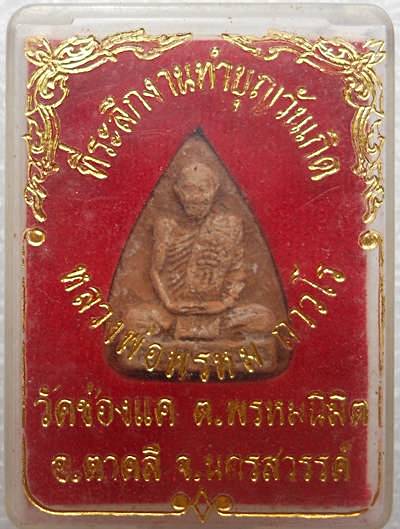 ที่ระลึกงานทำบุญวันเกิด
หลวงพ่อพรหม ถาวโร
วัดช่องแค ต.พรหมนิมิต
อ.ตาคลี จ.นครสวรรค์